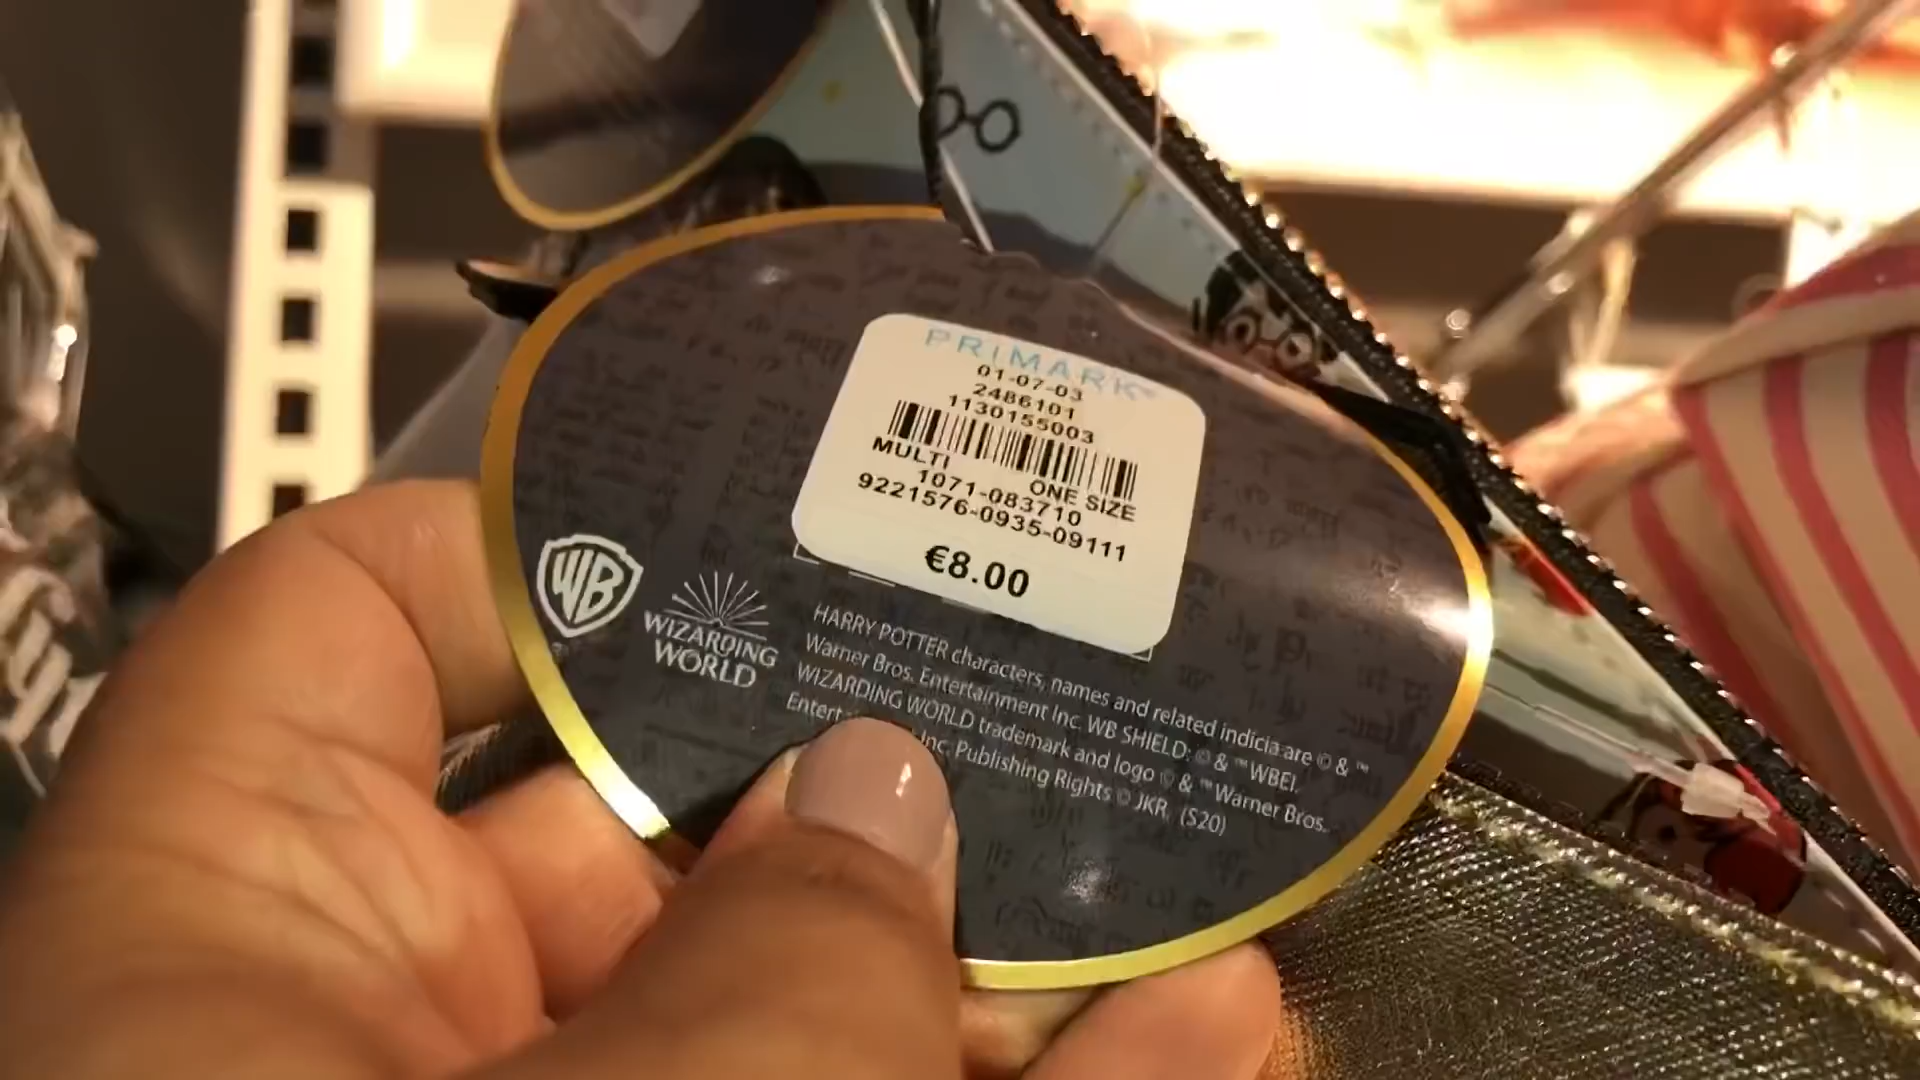 PRIMARK
01-07-03
2486101
1130155003
MULTI ONE SIZE
1071-083710
9221576-0935-09111
€8.00
WB
WIZARDING
WORLD
HARRY POTTER characters, names and related indicia are © & ™
Warner Bros. Entertainment Inc. WB SHIELD: © & ™ WBEI.
WIZARDING WORLD trademark and logo © & ™ Warner Bros.
Inc. Publishing Rights © JKR. (S20)